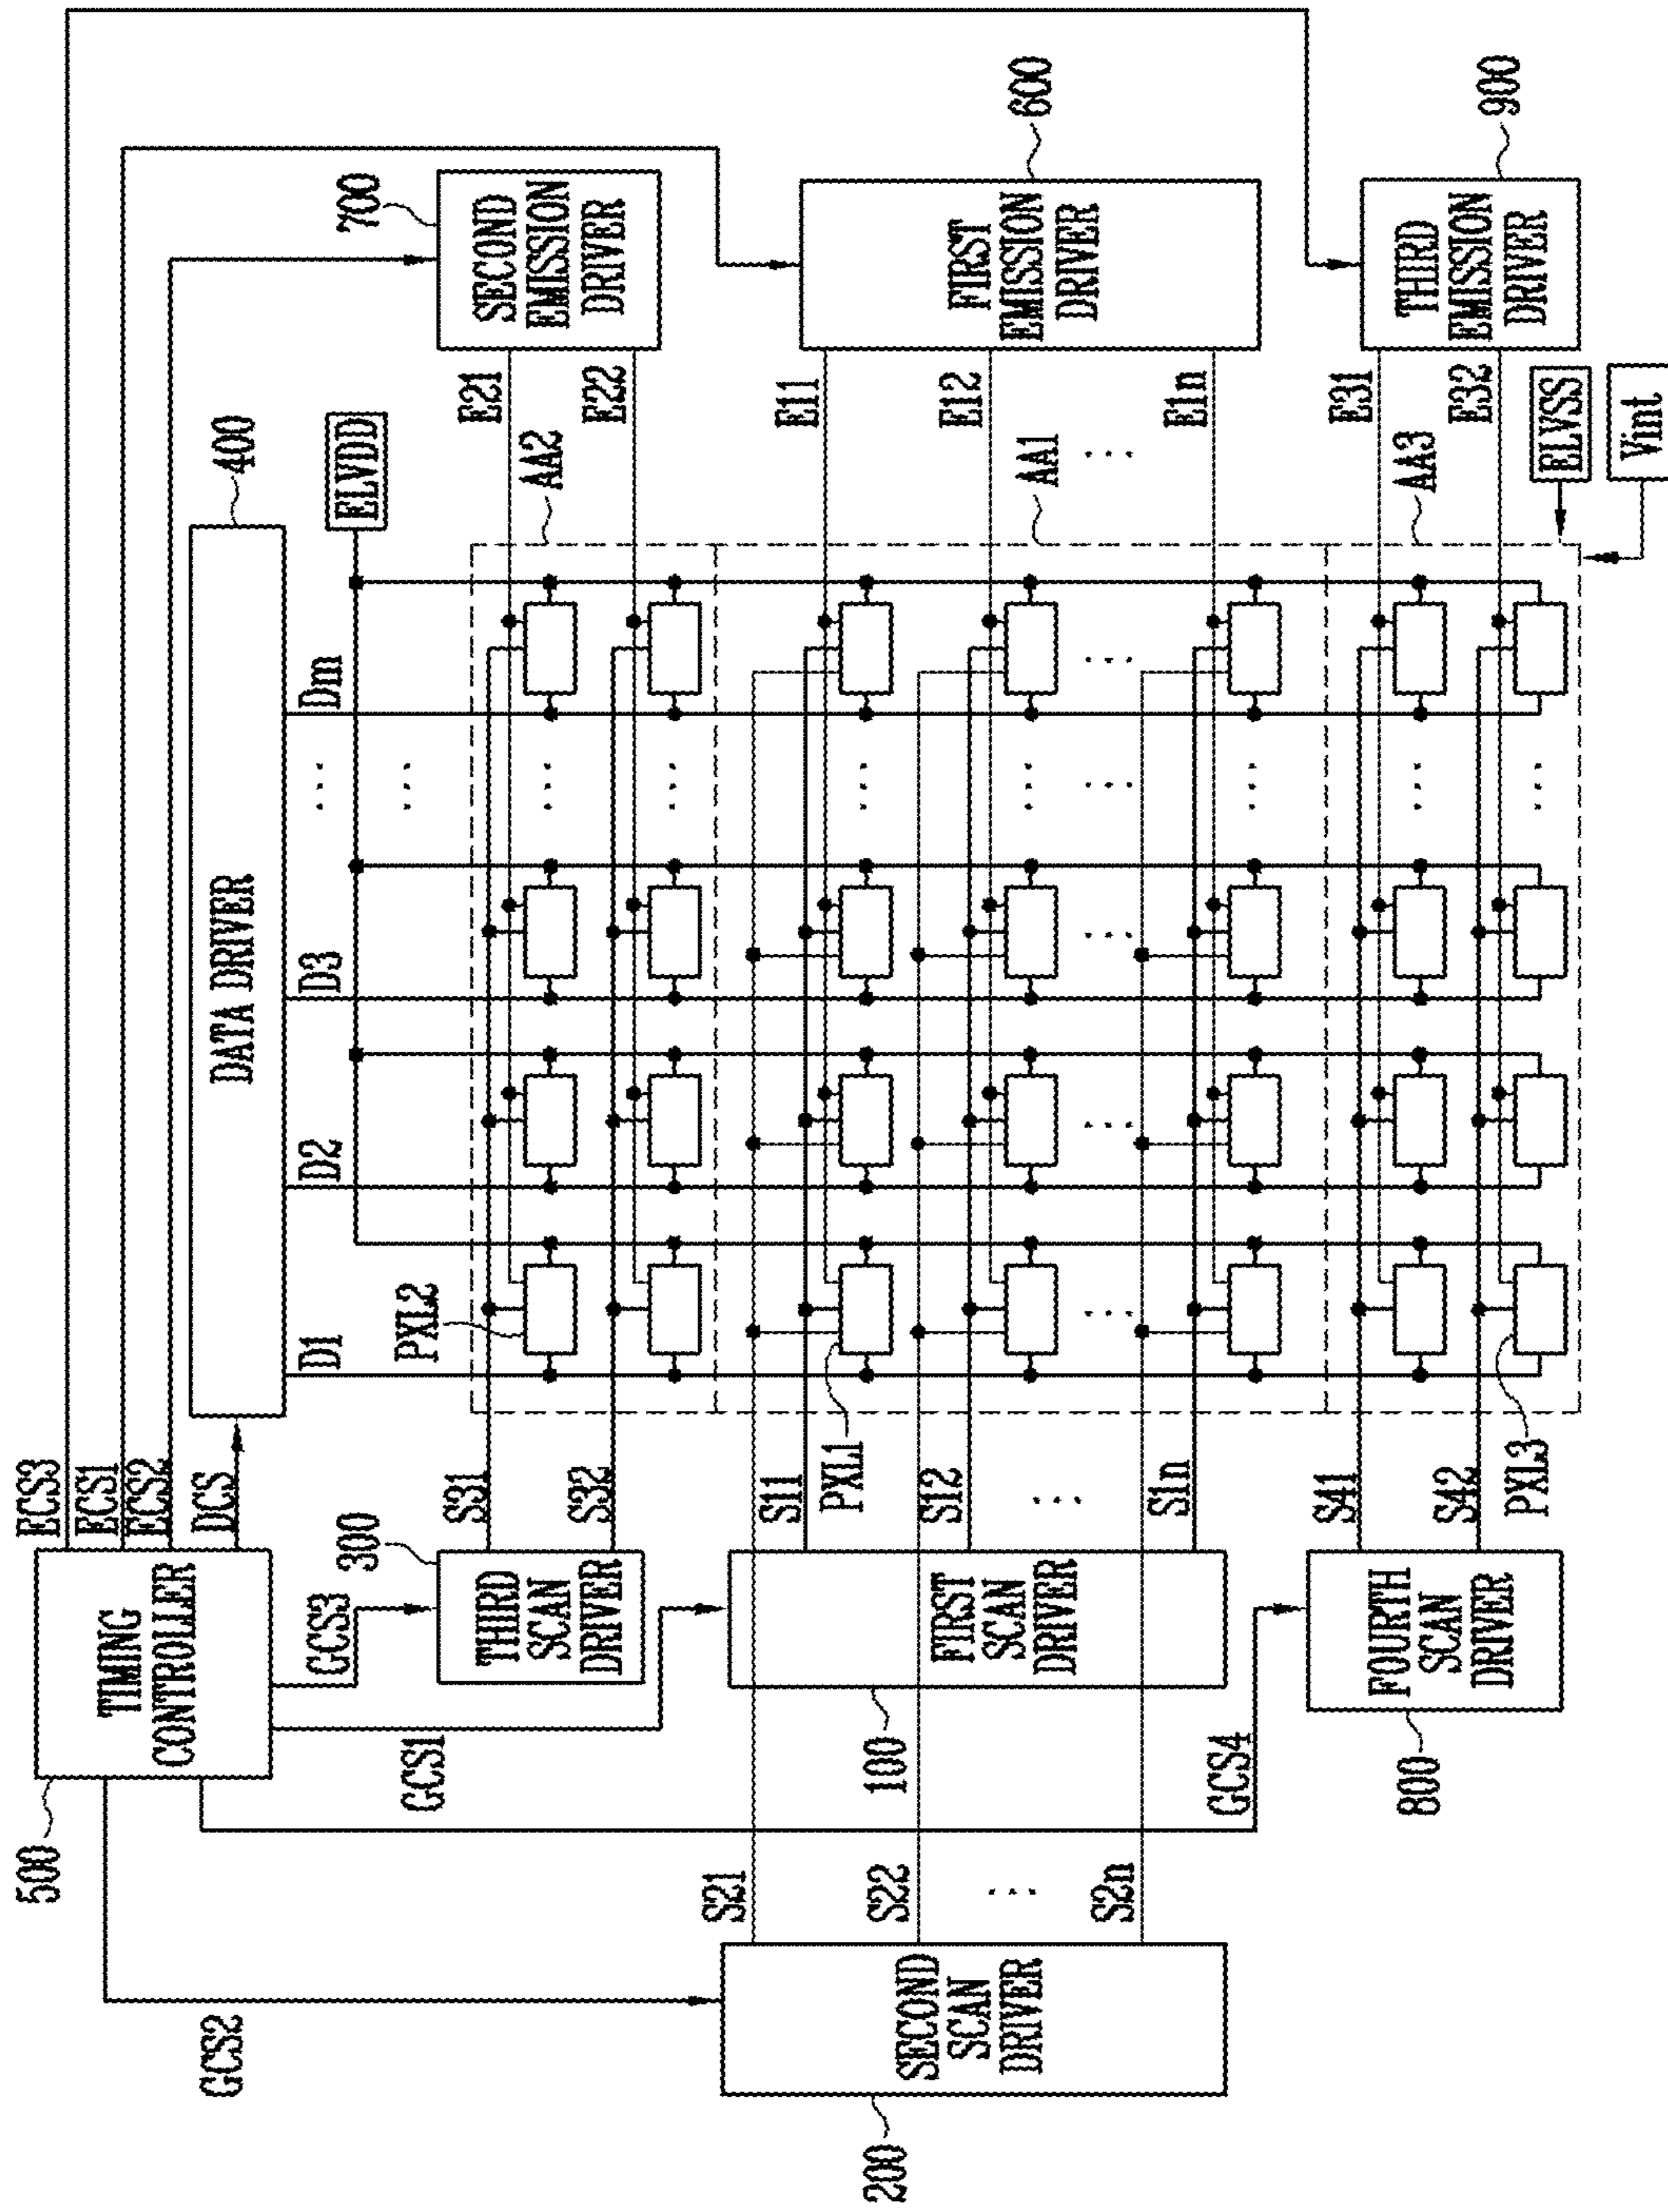 500
TIMING
CONTROLLER
ECS3
ECS1
ECS2
DCS
DATA DRIVER
400
D1
D2
D3
Dm
ELVDD
GCS2
GCS3
GCS1
GCS4
THIRD
SCAN
DRIVER
300
S31
S32
PXL2
AA2
E21
E22
SECOND
EMISSION
DRIVER
700
SECOND
SCAN
DRIVER
200
S21
S22
S2n
FIRST
SCAN
DRIVER
100
S11
S12
S1n
PXL1
AA1
E11
E12
E1n
FIRST
EMISSION
DRIVER
600
FOURTH
SCAN
DRIVER
800
S41
S42
PXL3
AA3
E31
E32
THIRD
EMISSION
DRIVER
900
ELVSS
Vint